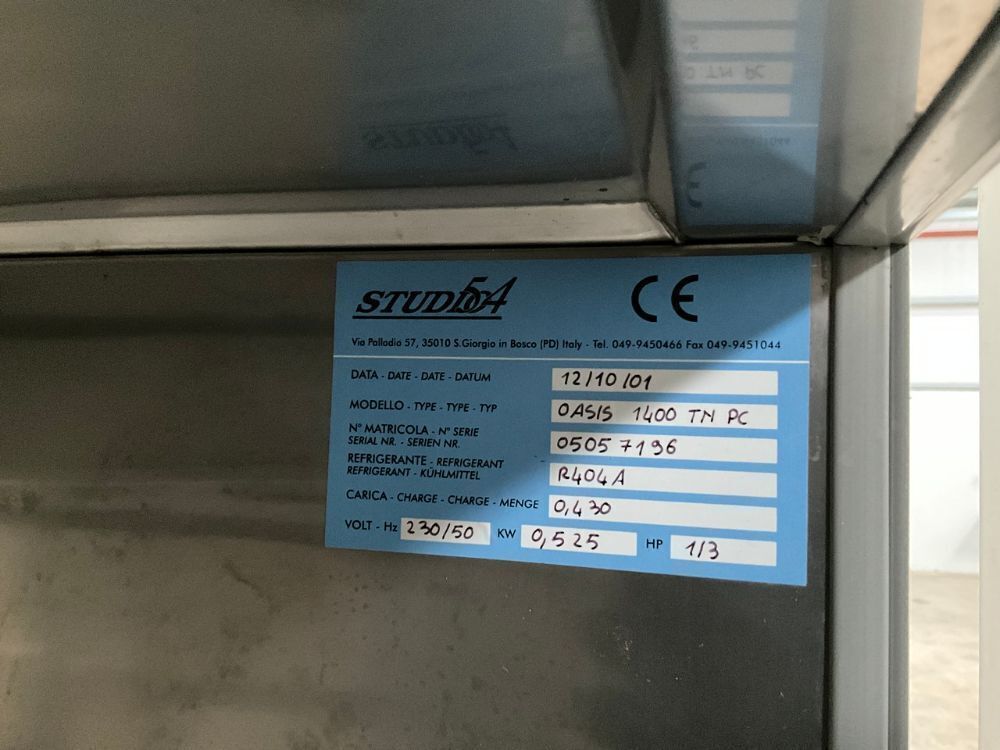 STUDIO 54
CE
Via Palladio 57, 35010 S.Giorgio in Bosco (PD) Italy - Tel. 049-9450466 Fax 049-9451044
DATA - DATE - DATE - DATUM 12/10/01
MODELLO - TYPE - TYPE - TYP OASIS 1400 TN PC
N° MATRICOLA - N° SERIE
SERIAL NR. - SERIEN NR. 05057196
REFRIGERANTE - REFRIGERANT
REFRIGERANT - KÜHLMITTEL R404A
CARICA - CHARGE - CHARGE - MENGE 0,430
VOLT - Hz 230/50 KW 0,525 HP 1/3